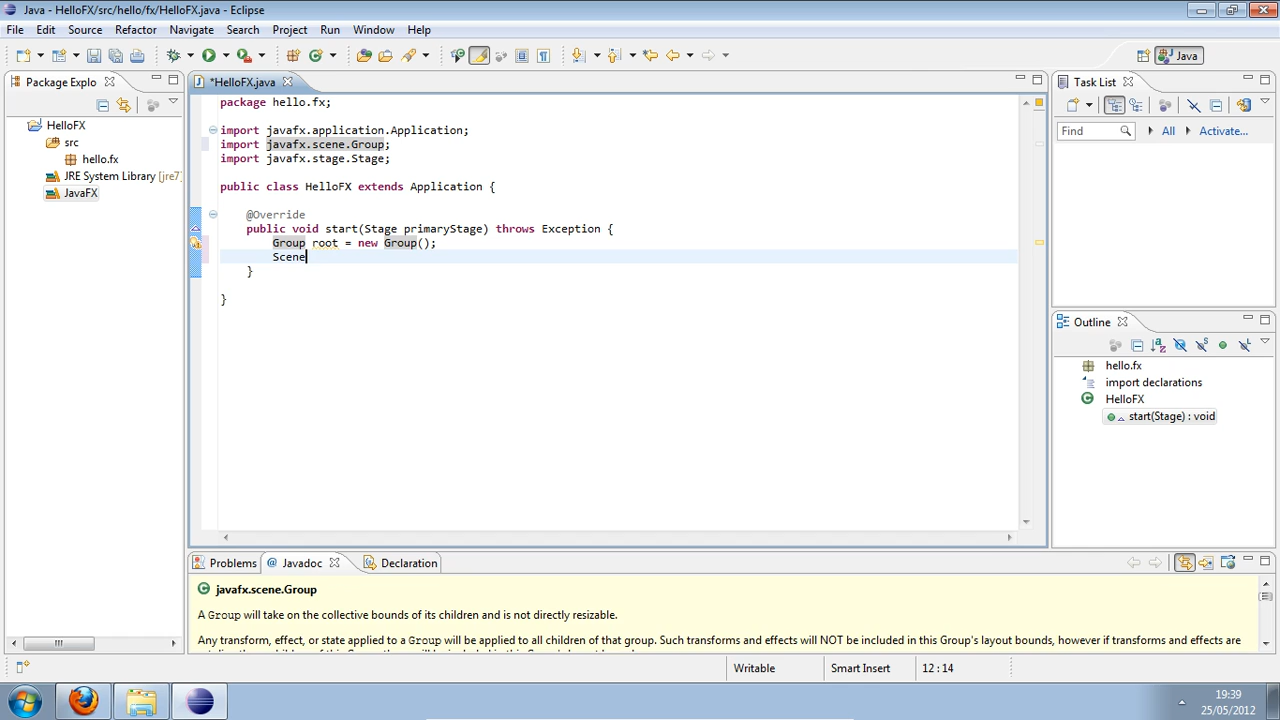 Java - HelloFX/src/hello/fx/HelloFX.java - Eclipse
File Edit Source Refactor Navigate Search Project Run Window Help
Java
Package Explo
*HelloFX.java
Task List
HelloFX
src
hello.fx
JRE System Library [jre7]
JavaFX
package hello.fx;
import javafx.application.Application;
import javafx.scene.Group;
import javafx.stage.Stage;
public class HelloFX extends Application {
@Override
public void start(Stage primaryStage) throws Exception {
Group root = new Group();
Scene
}
}
Find All Activate...
Outline
hello.fx
import declarations
HelloFX
start(Stage) : void
Problems Javadoc Declaration
javafx.scene.Group
A Group will take on the collective bounds of its children and is not directly resizable.
Any transform, effect, or state applied to a Group will be applied to all children of that group. Such transforms and effects will NOT be included in this Group's layout bounds, however if transforms and effects are
Writable Smart Insert 12 : 14
19:39
25/05/2012